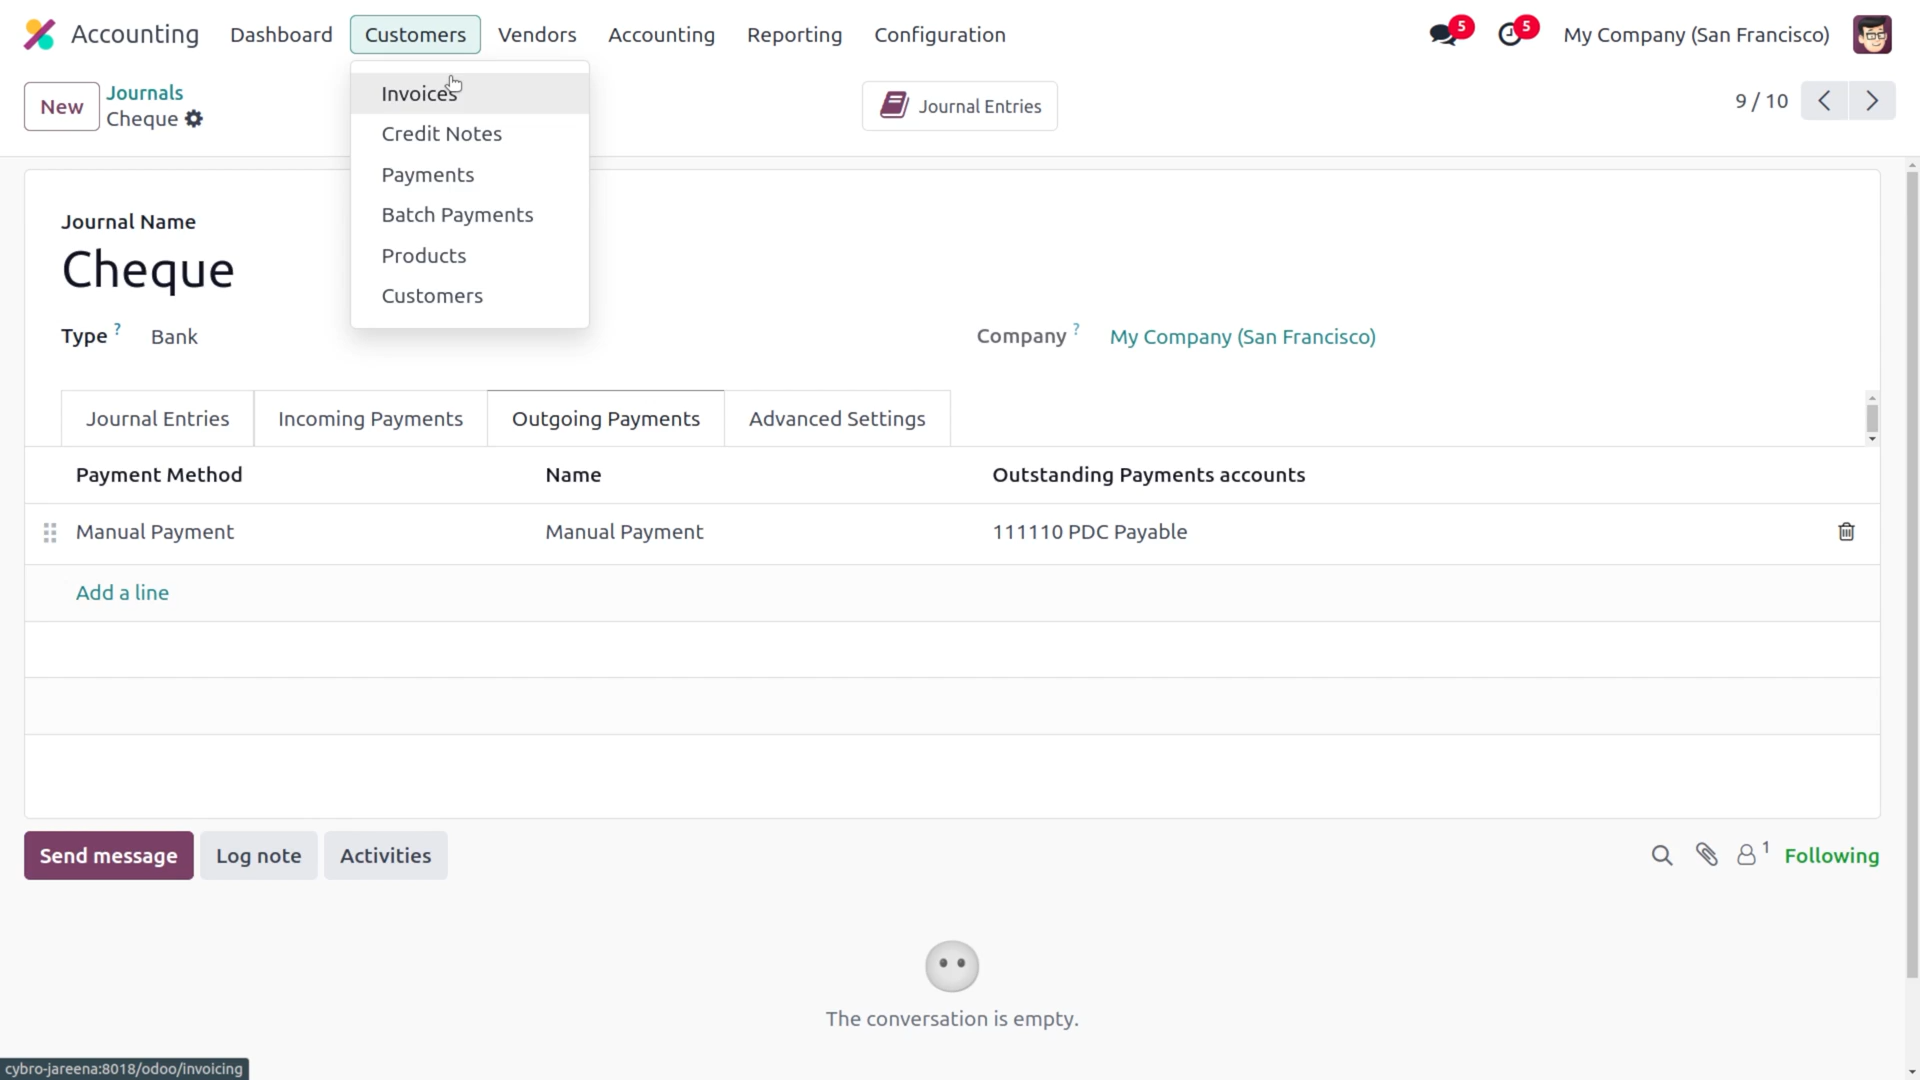 Accounting Dashboard Customers Vendors Accounting Reporting Configuration 5 5 My Company (San Francisco)
New Journals Journal Entries 9 / 10
Cheque
Invoices
Credit Notes
Payments
Batch Payments
Products
Customers
Journal Name
Cheque
Type ? Bank Company ? My Company (San Francisco)
Journal Entries Incoming Payments Outgoing Payments Advanced Settings
Payment Method Name Outstanding Payments accounts
Manual Payment Manual Payment 111110 PDC Payable
Add a line
Send message Log note Activities 1 Following
The conversation is empty.
cybro-jareena:8018/odoo/invoicing